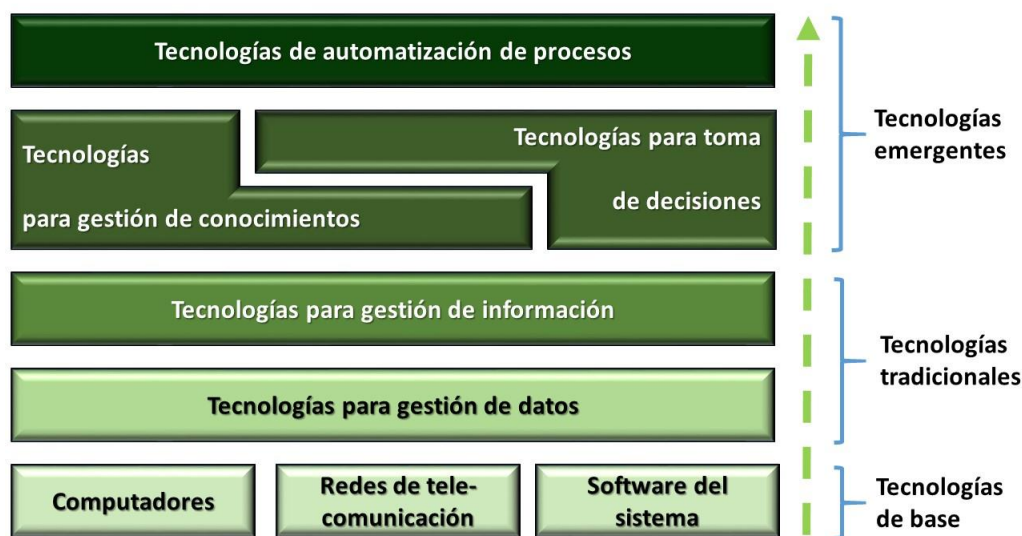 Tecnologías de automatización de procesos
Tecnologías
para gestión de conocimientos
Tecnologías para toma
de decisiones
Tecnologías
emergentes
Tecnologías para gestión de información
Tecnologías para gestión de datos
Tecnologías
tradicionales
Computadores
Redes de tele-
comunicación
Software del
sistema
Tecnologías
de base